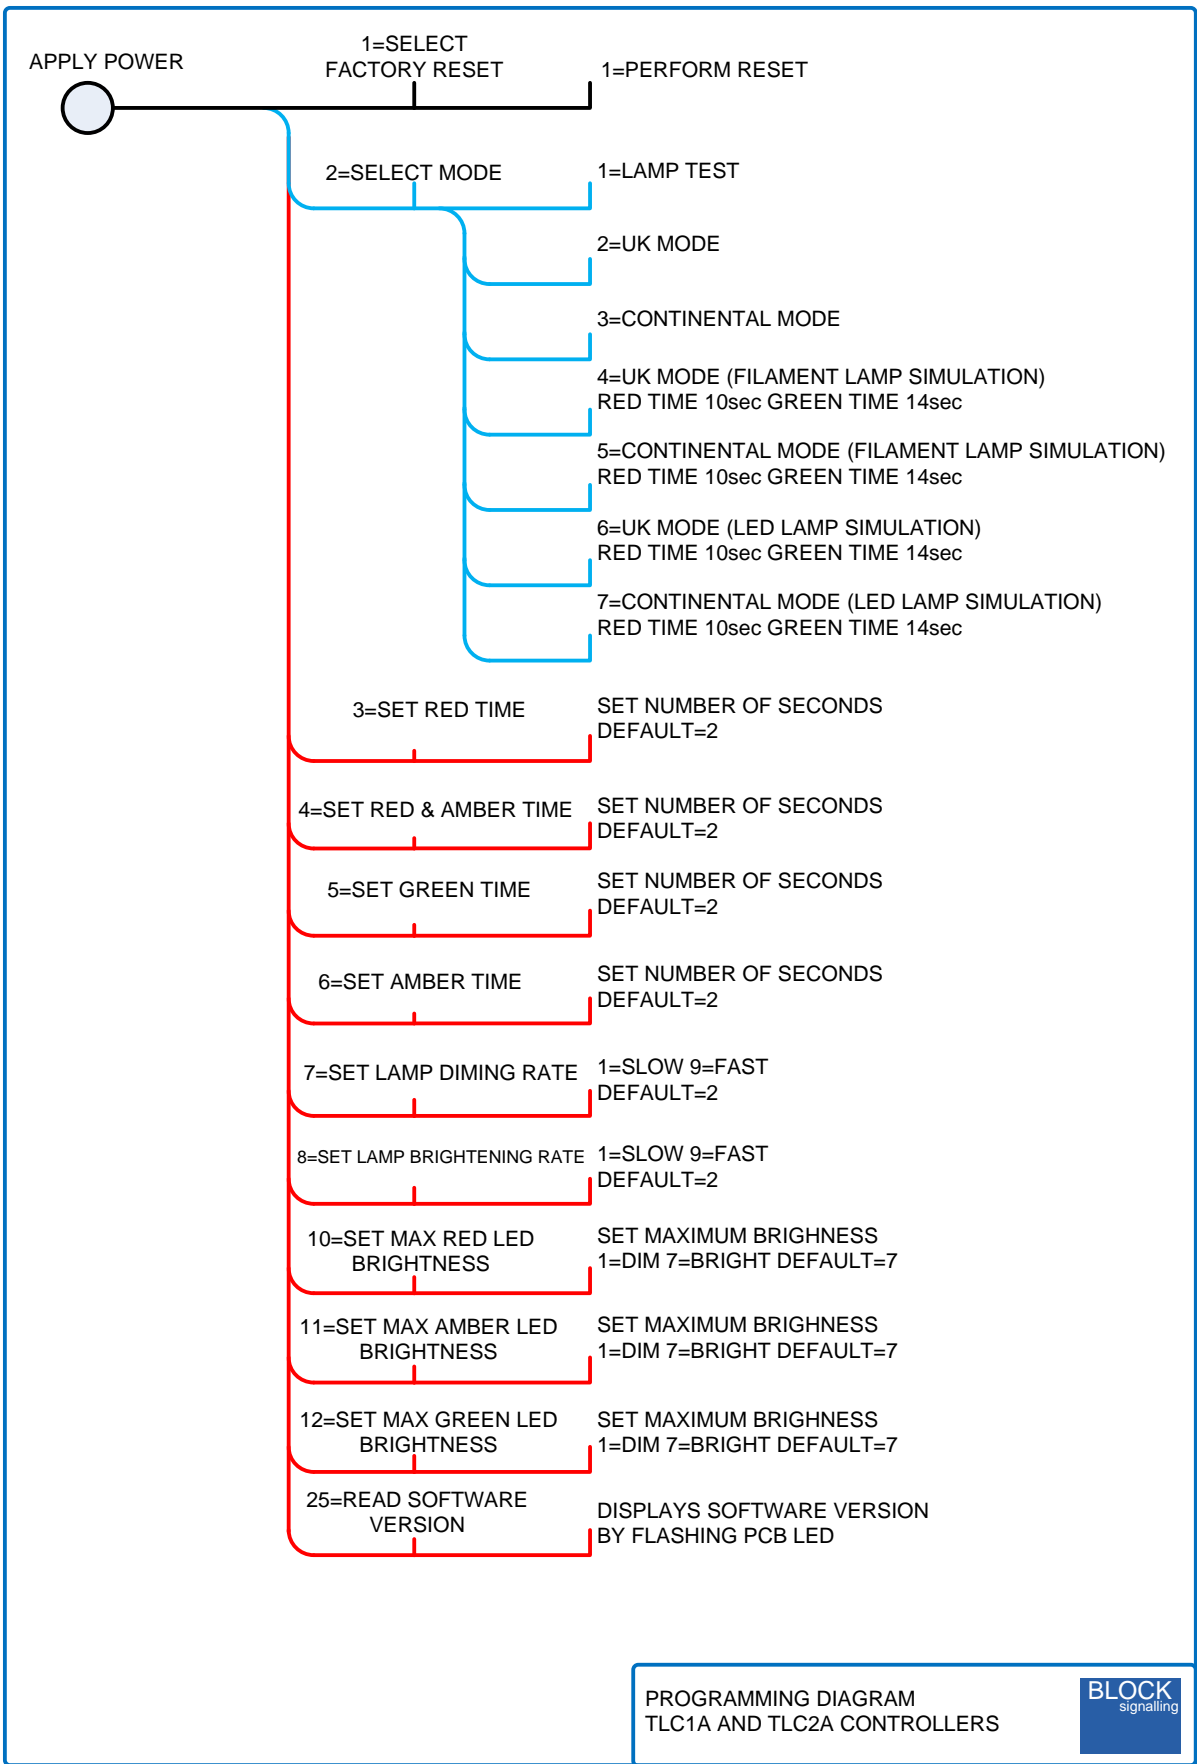 APPLY POWER
1=SELECT
FACTORY RESET
1=PERFORM RESET
2=SELECT MODE
1=LAMP TEST
2=UK MODE
3=CONTINENTAL MODE
4=UK MODE (FILAMENT LAMP SIMULATION)
RED TIME 10sec GREEN TIME 14sec
5=CONTINENTAL MODE (FILAMENT LAMP SIMULATION)
RED TIME 10sec GREEN TIME 14sec
6=UK MODE (LED LAMP SIMULATION)
RED TIME 10sec GREEN TIME 14sec
7=CONTINENTAL MODE (LED LAMP SIMULATION)
RED TIME 10sec GREEN TIME 14sec
3=SET RED TIME
SET NUMBER OF SECONDS
DEFAULT=2
4=SET RED & AMBER TIME
SET NUMBER OF SECONDS
DEFAULT=2
5=SET GREEN TIME
SET NUMBER OF SECONDS
DEFAULT=2
6=SET AMBER TIME
SET NUMBER OF SECONDS
DEFAULT=2
7=SET LAMP DIMING RATE
1=SLOW 9=FAST
DEFAULT=2
8=SET LAMP BRIGHTENING RATE
1=SLOW 9=FAST
DEFAULT=2
10=SET MAX RED LED
BRIGHTNESS
SET MAXIMUM BRIGHNESS
1=DIM 7=BRIGHT DEFAULT=7
11=SET MAX AMBER LED
BRIGHTNESS
SET MAXIMUM BRIGHNESS
1=DIM 7=BRIGHT DEFAULT=7
12=SET MAX GREEN LED
BRIGHTNESS
SET MAXIMUM BRIGHNESS
1=DIM 7=BRIGHT DEFAULT=7
25=READ SOFTWARE
VERSION
DISPLAYS SOFTWARE VERSION
BY FLASHING PCB LED
PROGRAMMING DIAGRAM
TLC1A AND TLC2A CONTROLLERS
BLOCK
signalling